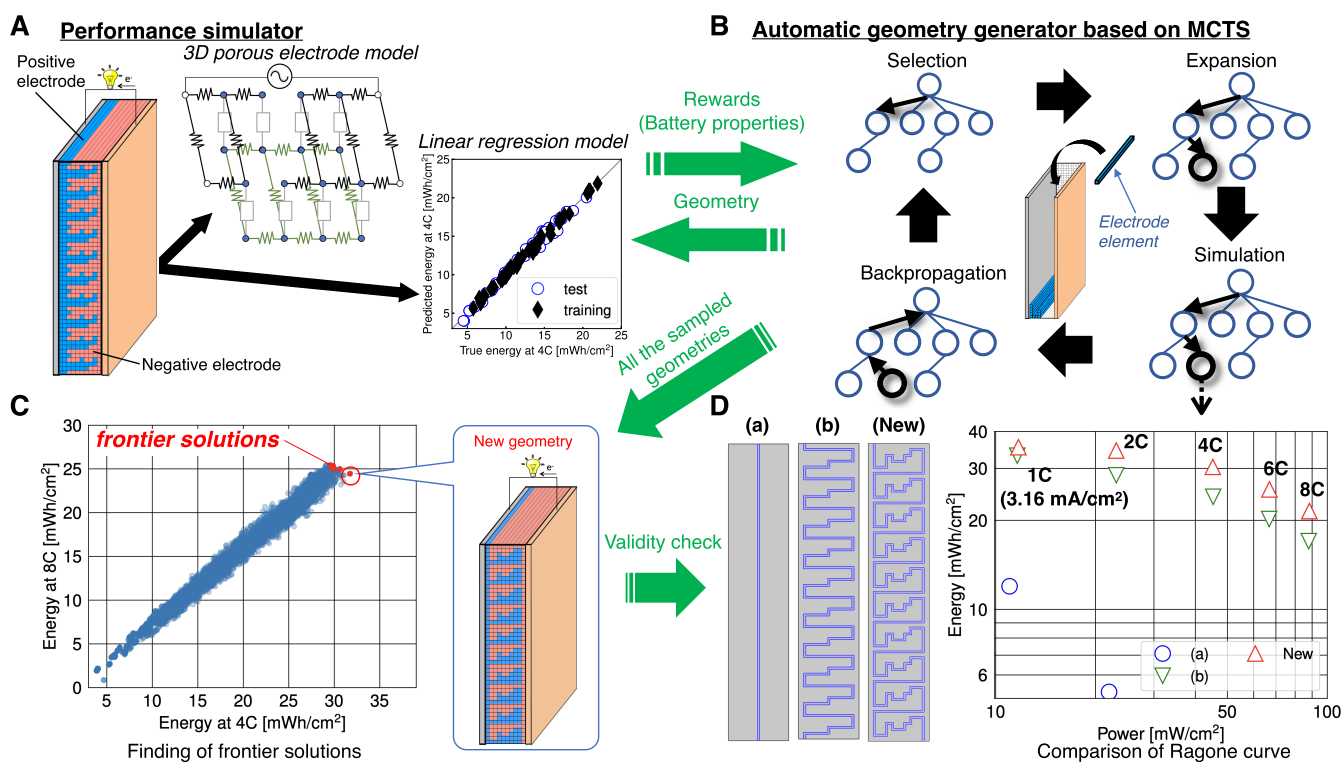 A
Performance simulator
3D porous electrode model
Positive
electrode
e-
Linear regression model
Predicted energy at 4C [mWh/cm²]
25
20
15
10
5
test
training
5
10
15
20
25
True energy at 4C [mWh/cm²]
Negative electrode
Rewards
(Battery properties)
Geometry
All the sampled
geometries
B
Automatic geometry generator based on MCTS
Selection
Expansion
Electrode
element
Simulation
Backpropagation
C
frontier solutions
Energy at 8C [mWh/cm²]
30
25
20
15
10
5
0
5
10
15
20
25
30
35
Energy at 4C [mWh/cm²]
Finding of frontier solutions
New geometry
e-
Validity check
D
(a)
(b)
(New)
Energy [mWh/cm²]
40
30
20
10
6
1C
(3.16 mA/cm²)
2C
4C
6C
8C
(a)
(b)
New
10
50
100
Power [mW/cm²]
Comparison of Ragone curve